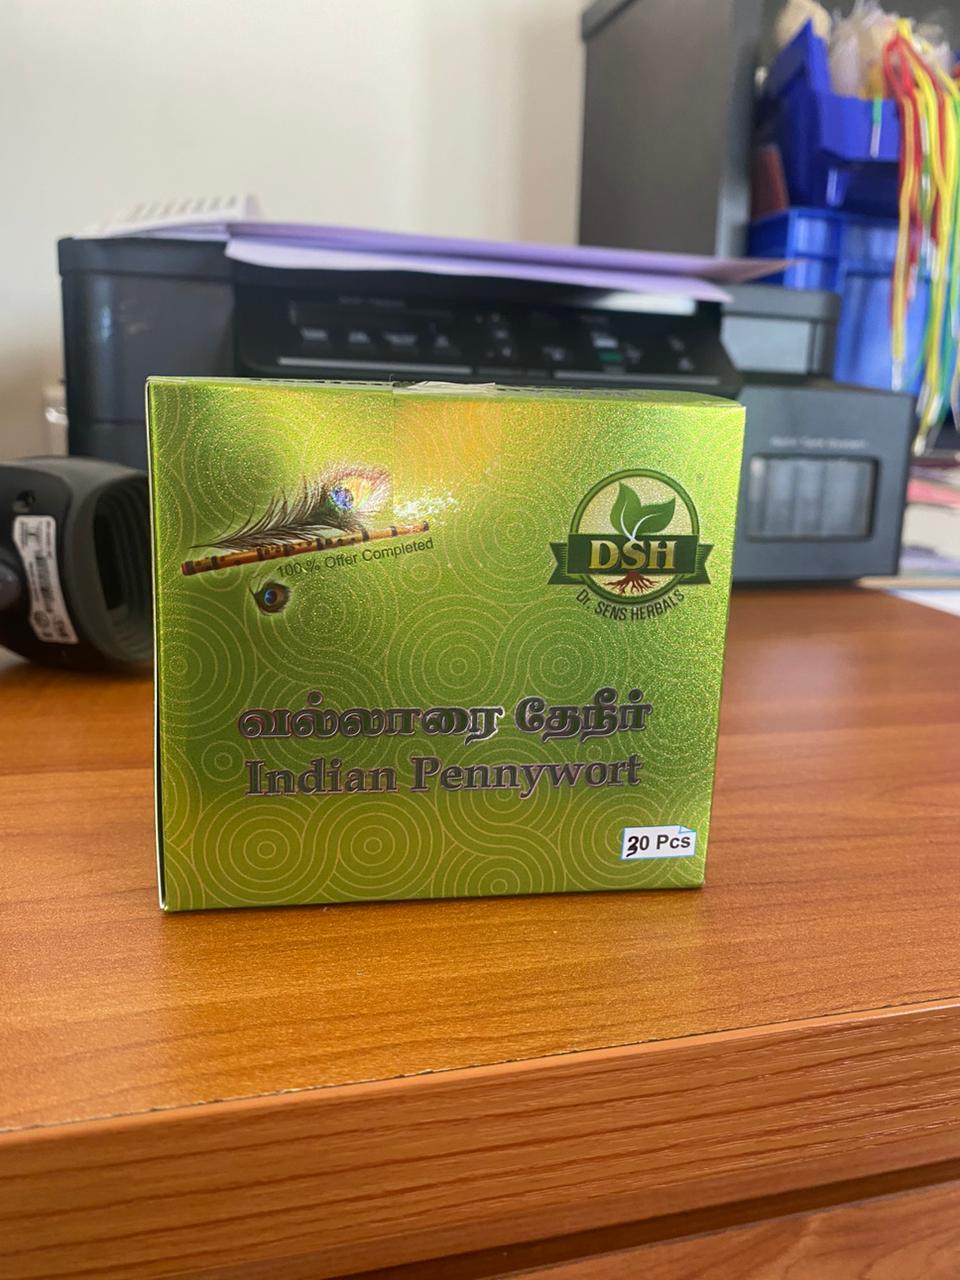 100% Offer Completed
DSH
Dr. SENS HERBALS
வல்லாரை தேநீர்
Indian Pennywort
30 Pcs